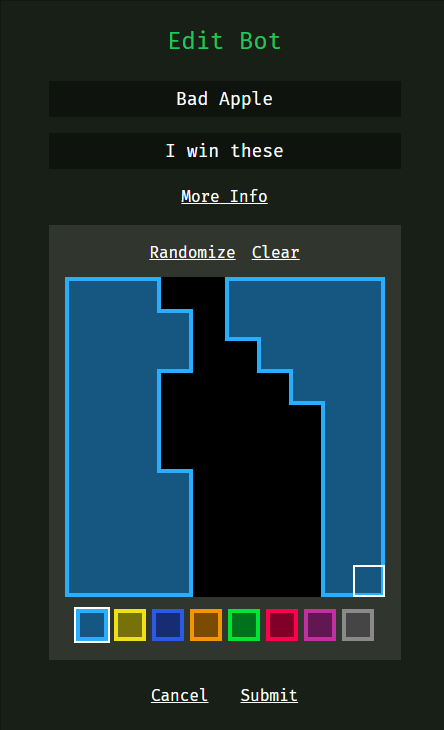 Edit Bot
Bad Apple
I win these
More Info
Randomize Clear
Cancel Submit